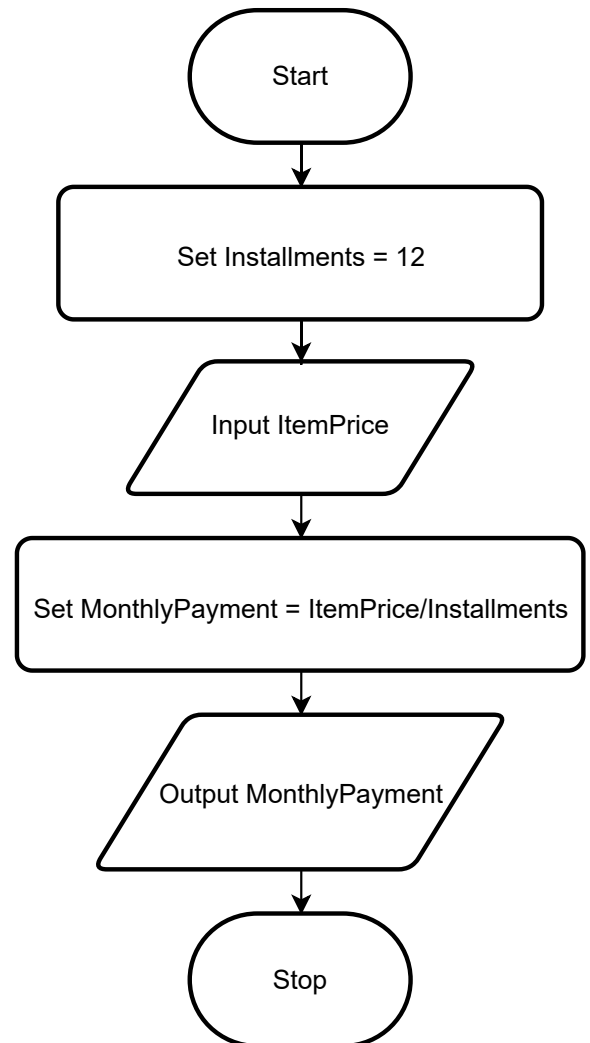 Start
Set Installments = 12
Input ItemPrice
Set MonthlyPayment = ItemPrice/Installments
Output MonthlyPayment
Stop